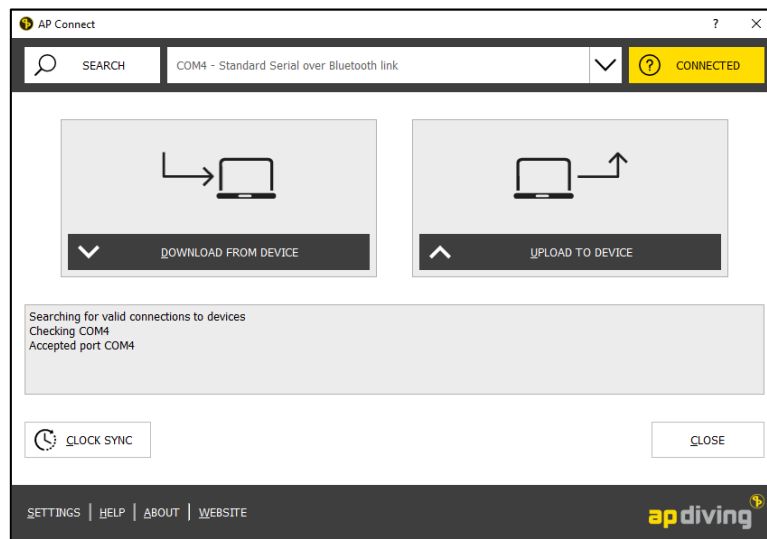 AP Connect
SEARCH
COM4 - Standard Serial over Bluetooth link
CONNECTED
DOWNLOAD FROM DEVICE
UPLOAD TO DEVICE
Searching for valid connections to devices
Checking COM4
Accepted port COM4
CLOCK SYNC
CLOSE
SETTINGS | HELP | ABOUT | WEBSITE
apdiving